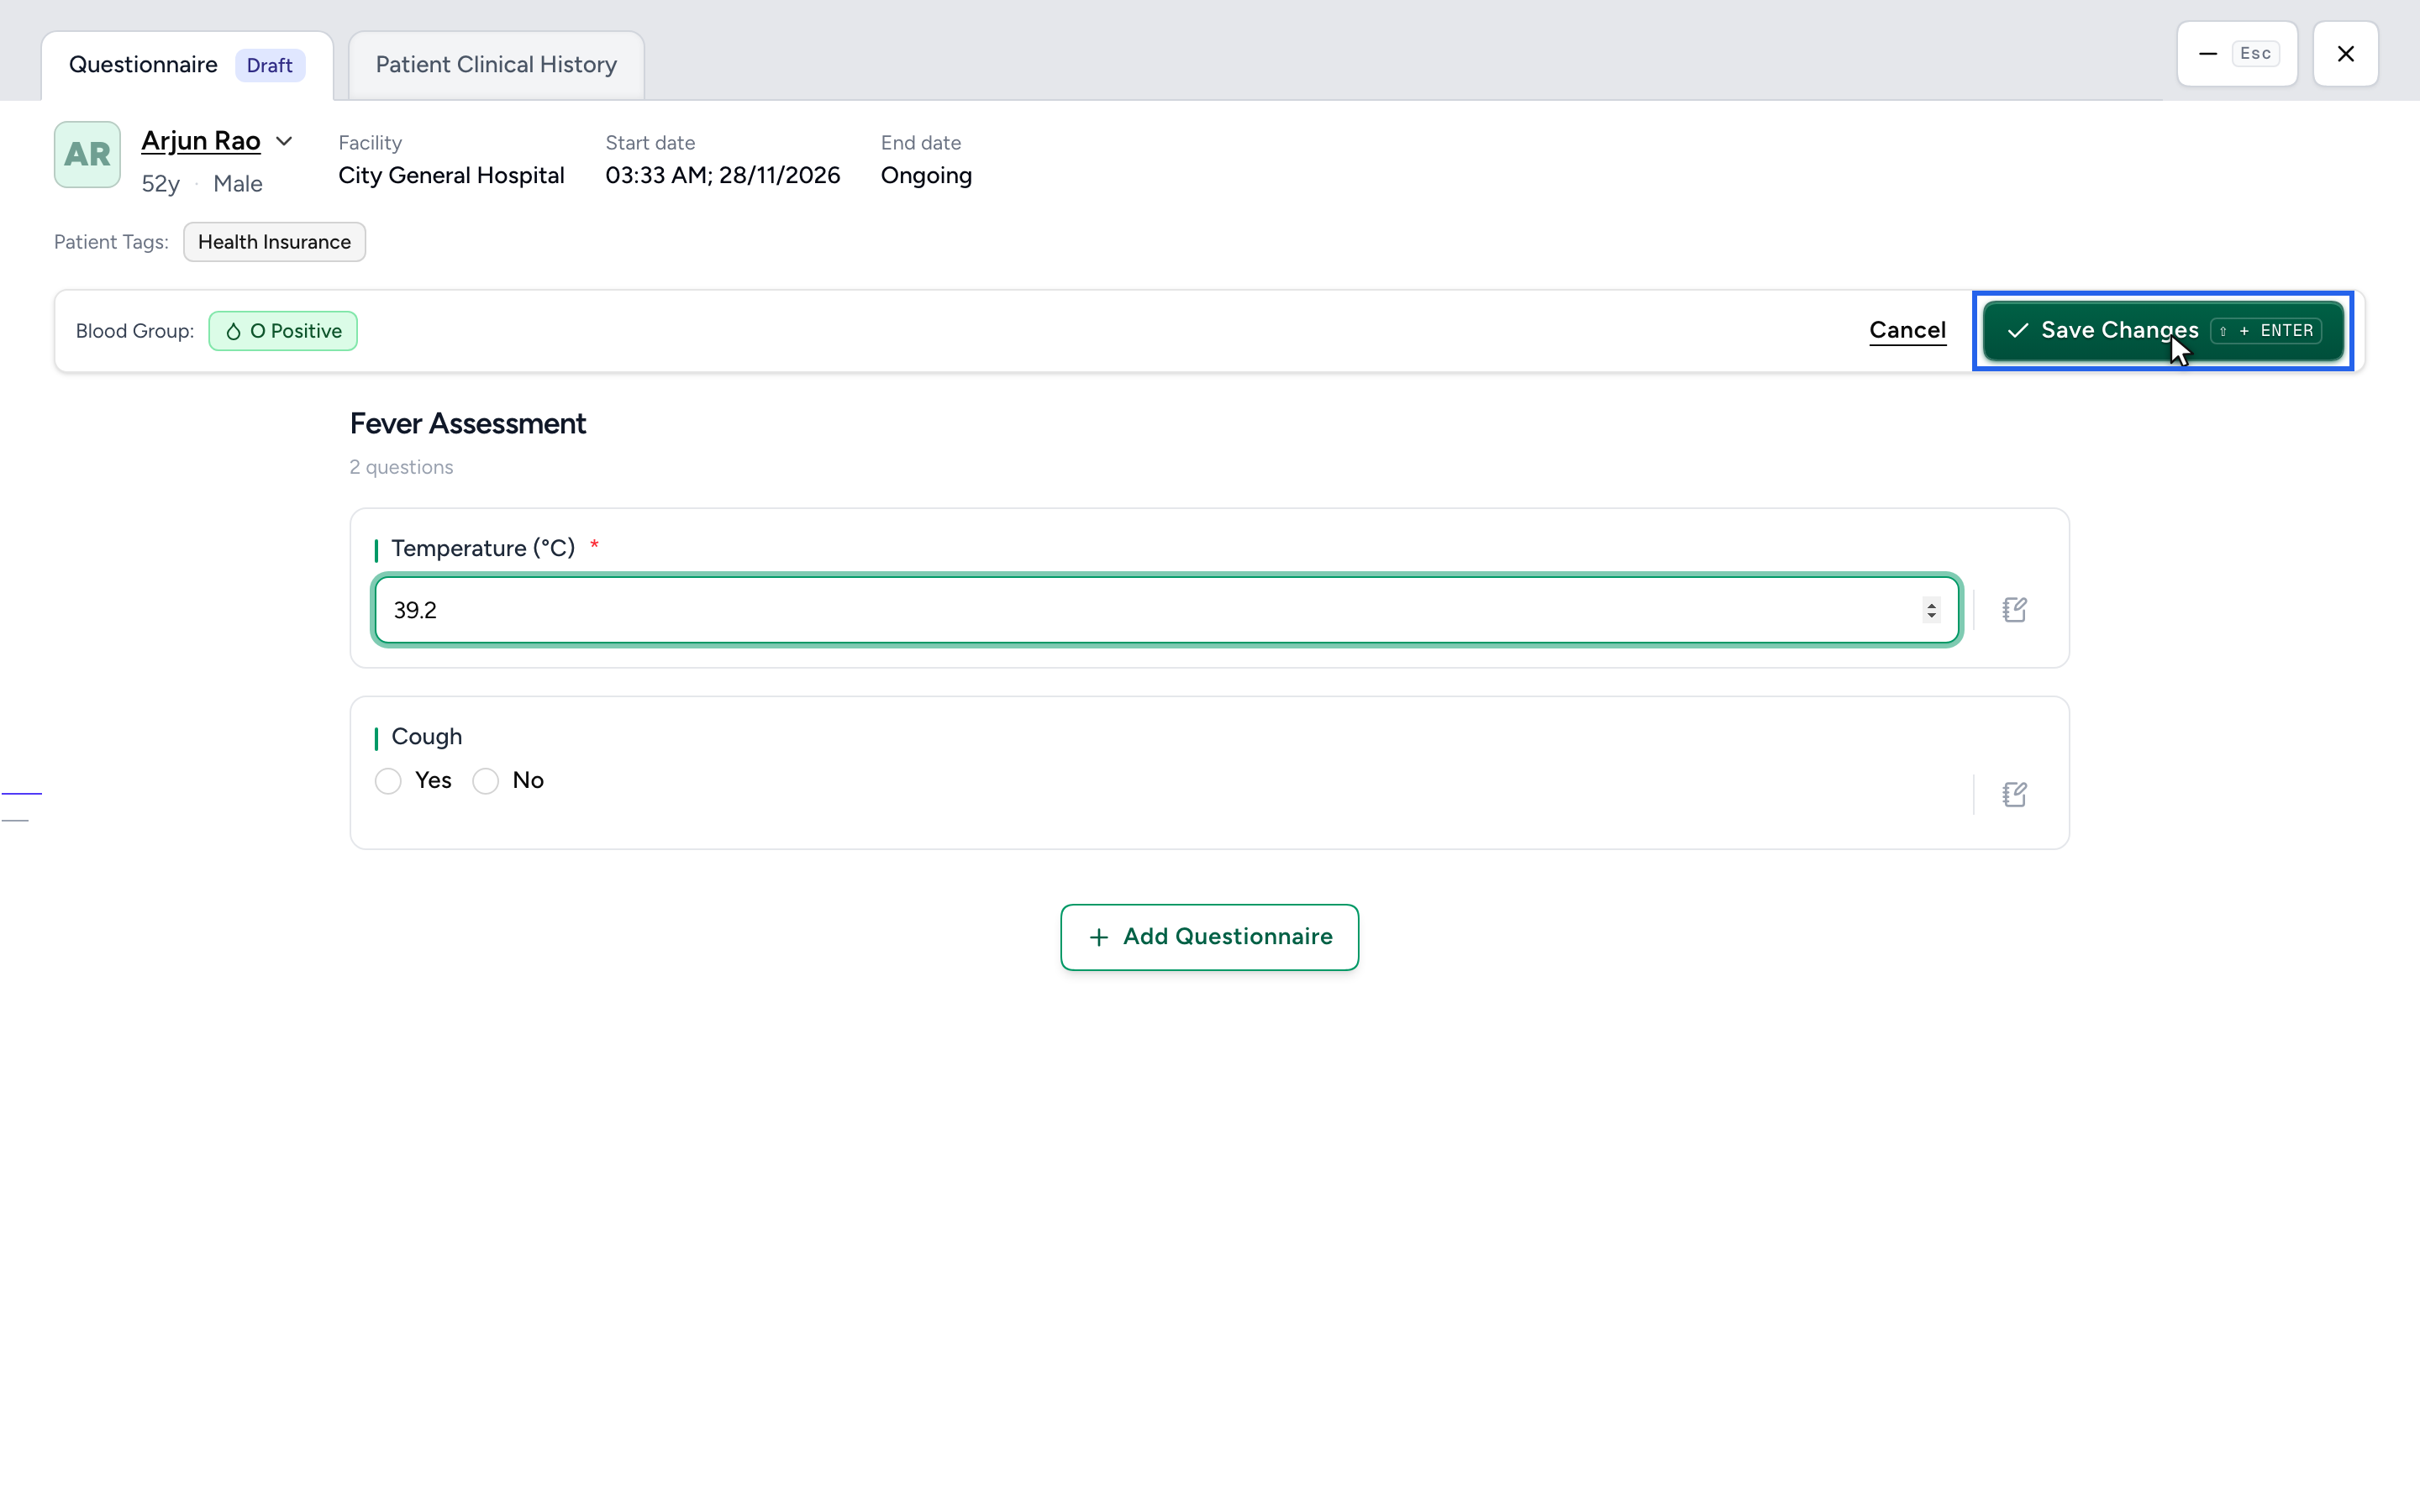 Questionnaire Draft
Patient Clinical History
Esc
AR
Arjun Rao
52y · Male
Facility
City General Hospital
Start date
03:33 AM; 28/11/2026
End date
Ongoing
Patient Tags: Health Insurance
Blood Group: O Positive
Cancel
Save Changes ⇧ + ENTER
Fever Assessment
2 questions
Temperature (°C) *
39.2
Cough
Yes No
+ Add Questionnaire